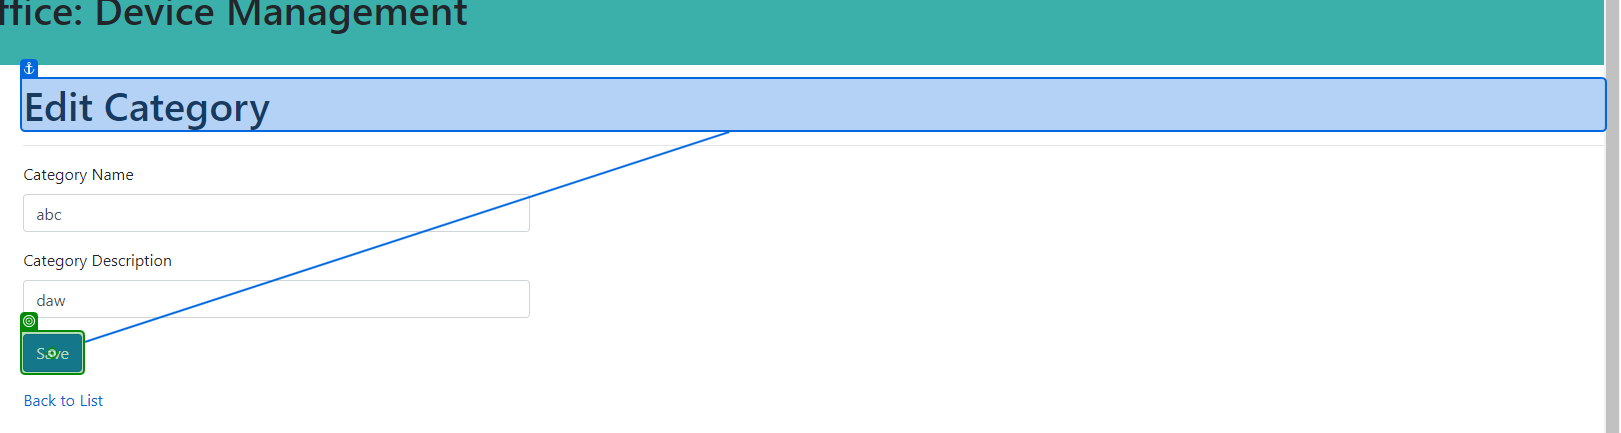 ffice: Device Management
Edit Category
Category Name
abc
Category Description
daw
Save
Back to List